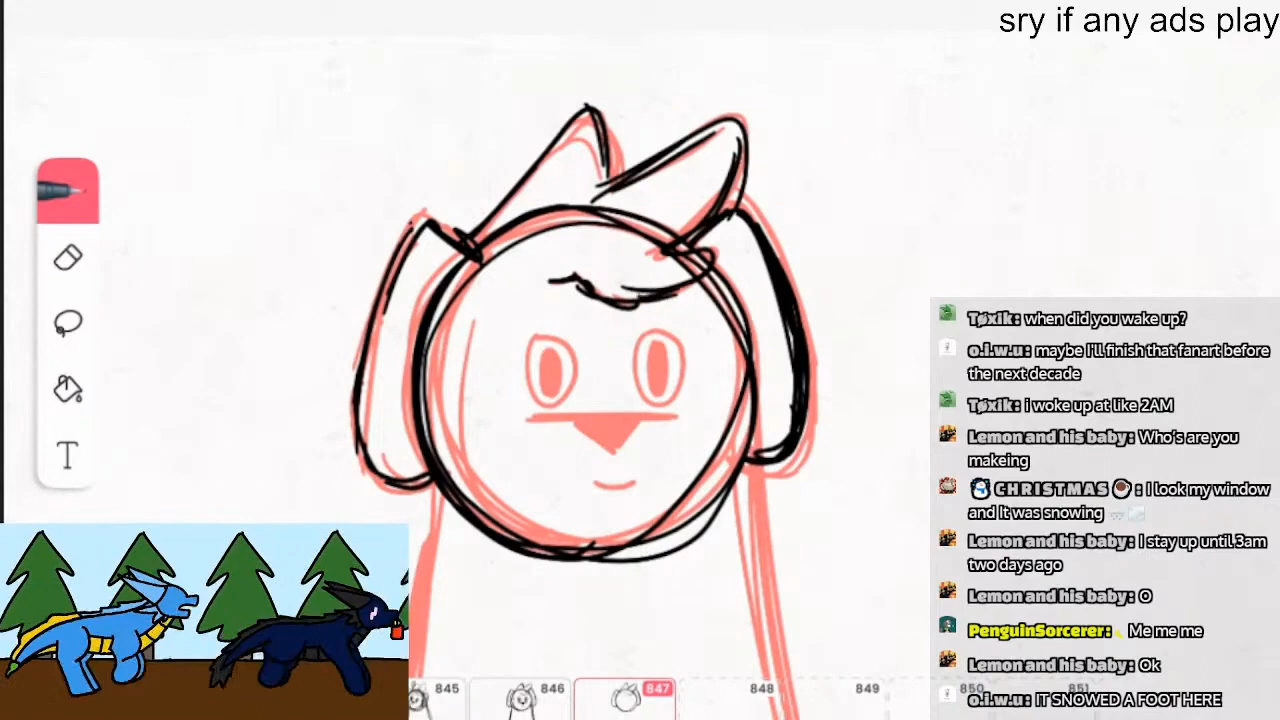 sry if any ads play
T
Tøxik: when did you wake up?
o.i.w.u: maybe I'll finish that fanart before
the next decade
Tøxik: i woke up at like 2AM
Lemon and his baby: Who's are you
makeing
CHRISTMAS: I look my window
and It was snowing
Lemon and his baby: I stay up until 3am
two days ago
Lemon and his baby: O
PenguinSorcerer: Me me me
Lemon and his baby: Ok
o.i.w.u: IT SNOWED A FOOT HERE
845 846 847 848 849 850 851